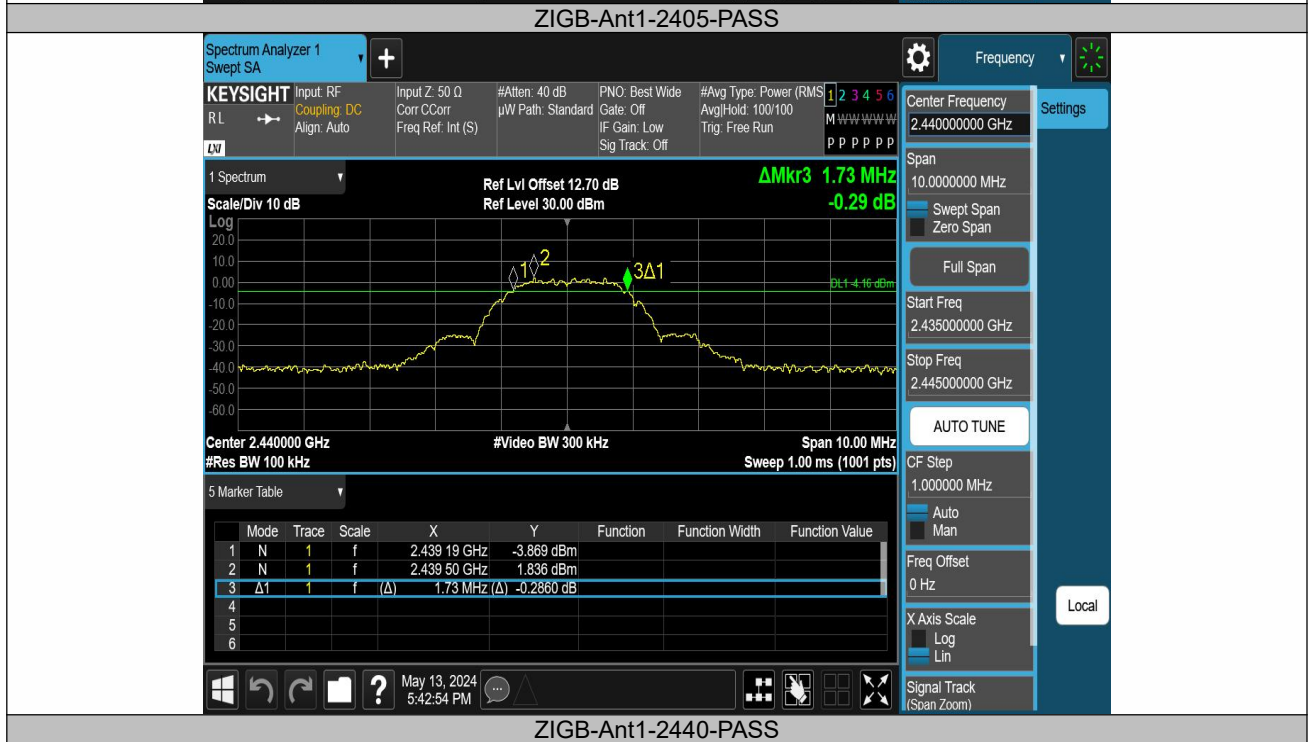 ZIGB-Ant1-2405-PASS
Spectrum Analyzer 1
Swept SA
+
Frequency
KEYSIGHT
RL
LXI
Input: RF
Coupling: DC
Align: Auto
Input Z: 50 Ω
Corr CCorr
Freq Ref: Int (S)
#Atten: 40 dB
µW Path: Standard
PNO: Best Wide
Gate: Off
IF Gain: Low
Sig Track: Off
#Avg Type: Power (RMS
Avg|Hold: 100/100
Trig: Free Run
1 2 3 4 5 6
M W W W W W
P P P P P P
Center Frequency
2.440000000 GHz
Settings
Span
10.0000000 MHz
Swept Span
Zero Span
Full Span
Start Freq
2.435000000 GHz
Stop Freq
2.445000000 GHz
AUTO TUNE
CF Step
1.000000 MHz
Auto
Man
Freq Offset
0 Hz
X Axis Scale
Log
Lin
Signal Track
(Span Zoom)
Local
1 Spectrum
Scale/Div 10 dB
Ref Lvl Offset 12.70 dB
Ref Level 30.00 dBm
ΔMkr3 1.73 MHz
-0.29 dB
Log
20.0
10.0
0.00
-10.0
-20.0
-30.0
-40.0
-50.0
-60.0
1
2
3Δ1
DL1 -4.16 dBm
Center 2.440000 GHz
#Video BW 300 kHz
Span 10.00 MHz
#Res BW 100 kHz
Sweep 1.00 ms (1001 pts)
5 Marker Table
Mode Trace Scale X Y Function Function Width Function Value
1 N 1 f 2.439 19 GHz -3.869 dBm
2 N 1 f 2.439 50 GHz 1.836 dBm
3 Δ1 1 f (Δ) 1.73 MHz (Δ) -0.2860 dB
4
5
6
?
May 13, 2024
5:42:54 PM
ZIGB-Ant1-2440-PASS